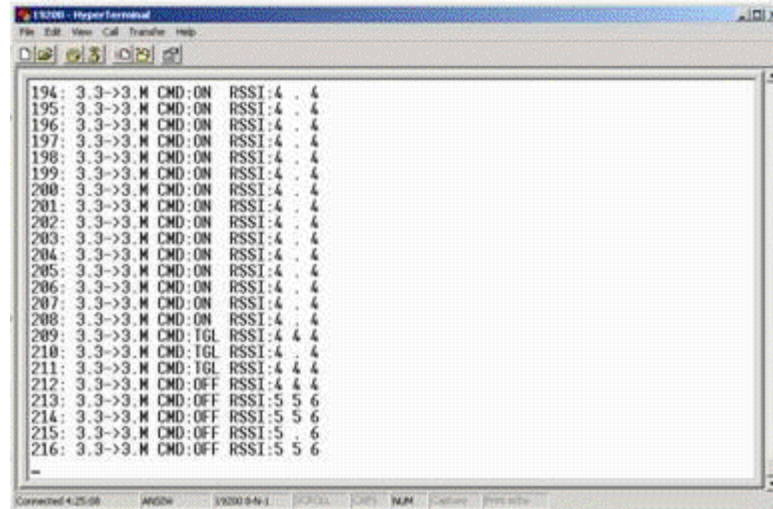 19200 - HyperTerminal
File Edit View Call Transfer Help
194: 3.3->3.M CMD:ON RSSI:4 . 4
195: 3.3->3.M CMD:ON RSSI:4 . 4
196: 3.3->3.M CMD:ON RSSI:4 . 4
197: 3.3->3.M CMD:ON RSSI:4 . 4
198: 3.3->3.M CMD:ON RSSI:4 . 4
199: 3.3->3.M CMD:ON RSSI:4 . 4
200: 3.3->3.M CMD:ON RSSI:4 . 4
201: 3.3->3.M CMD:ON RSSI:4 . 4
202: 3.3->3.M CMD:ON RSSI:4 . 4
203: 3.3->3.M CMD:ON RSSI:4 . 4
204: 3.3->3.M CMD:ON RSSI:4 . 4
205: 3.3->3.M CMD:ON RSSI:4 . 4
206: 3.3->3.M CMD:ON RSSI:4 . 4
207: 3.3->3.M CMD:ON RSSI:4 . 4
208: 3.3->3.M CMD:ON RSSI:4 . 4
209: 3.3->3.M CMD:TGL RSSI:4 4 4
210: 3.3->3.M CMD:TGL RSSI:4 . 4
211: 3.3->3.M CMD:TGL RSSI:4 4 4
212: 3.3->3.M CMD:OFF RSSI:4 4 4
213: 3.3->3.M CMD:OFF RSSI:5 5 6
214: 3.3->3.M CMD:OFF RSSI:5 5 6
215: 3.3->3.M CMD:OFF RSSI:5 . 6
216: 3.3->3.M CMD:OFF RSSI:5 5 6
_
Connected 4:25:08 ANSIW 19200 8-N-1 SCROLL CAPS NUM Capture Print echo